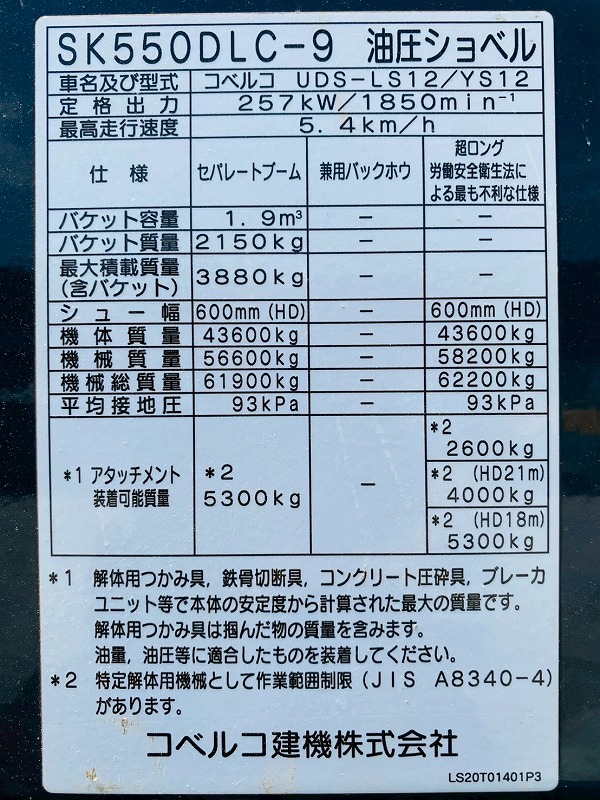 SK550DLC-9 油圧ショベル
車名及び型式 コベルコ UDS-LS12/YS12
定格出力 257kW/1850min⁻¹
最高走行速度 5.4km/h
仕様 セパレートブーム 兼用バックホウ 超ロング
労働安全衛生法に
よる最も不利な仕様
バケット容量 1.9m³ - -
バケット質量 2150kg - -
最大積載質量
(含バケット) 3880kg - -
シュー幅 600mm(HD) - 600mm(HD)
機体質量 43600kg - 43600kg
機械質量 56600kg - 58200kg
機械総質量 61900kg - 62200kg
平均接地圧 93kPa - 93kPa
*1 アタッチメント
装着可能質量
*2
5300kg
-
*2
2600kg
*2 (HD21m)
4000kg
*2 (HD18m)
5300kg
*1 解体用つかみ具,鉄骨切断具,コンクリート圧砕具,ブレーカ
ユニット等で本体の安定度から計算された最大の質量です。
解体用つかみ具は掴んだ物の質量を含みます。
油量,油圧等に適合したものを装着してください。
*2 特定解体用機械として作業範囲制限(JIS A8340-4)
があります。
コベルコ建機株式会社
LS20T01401P3